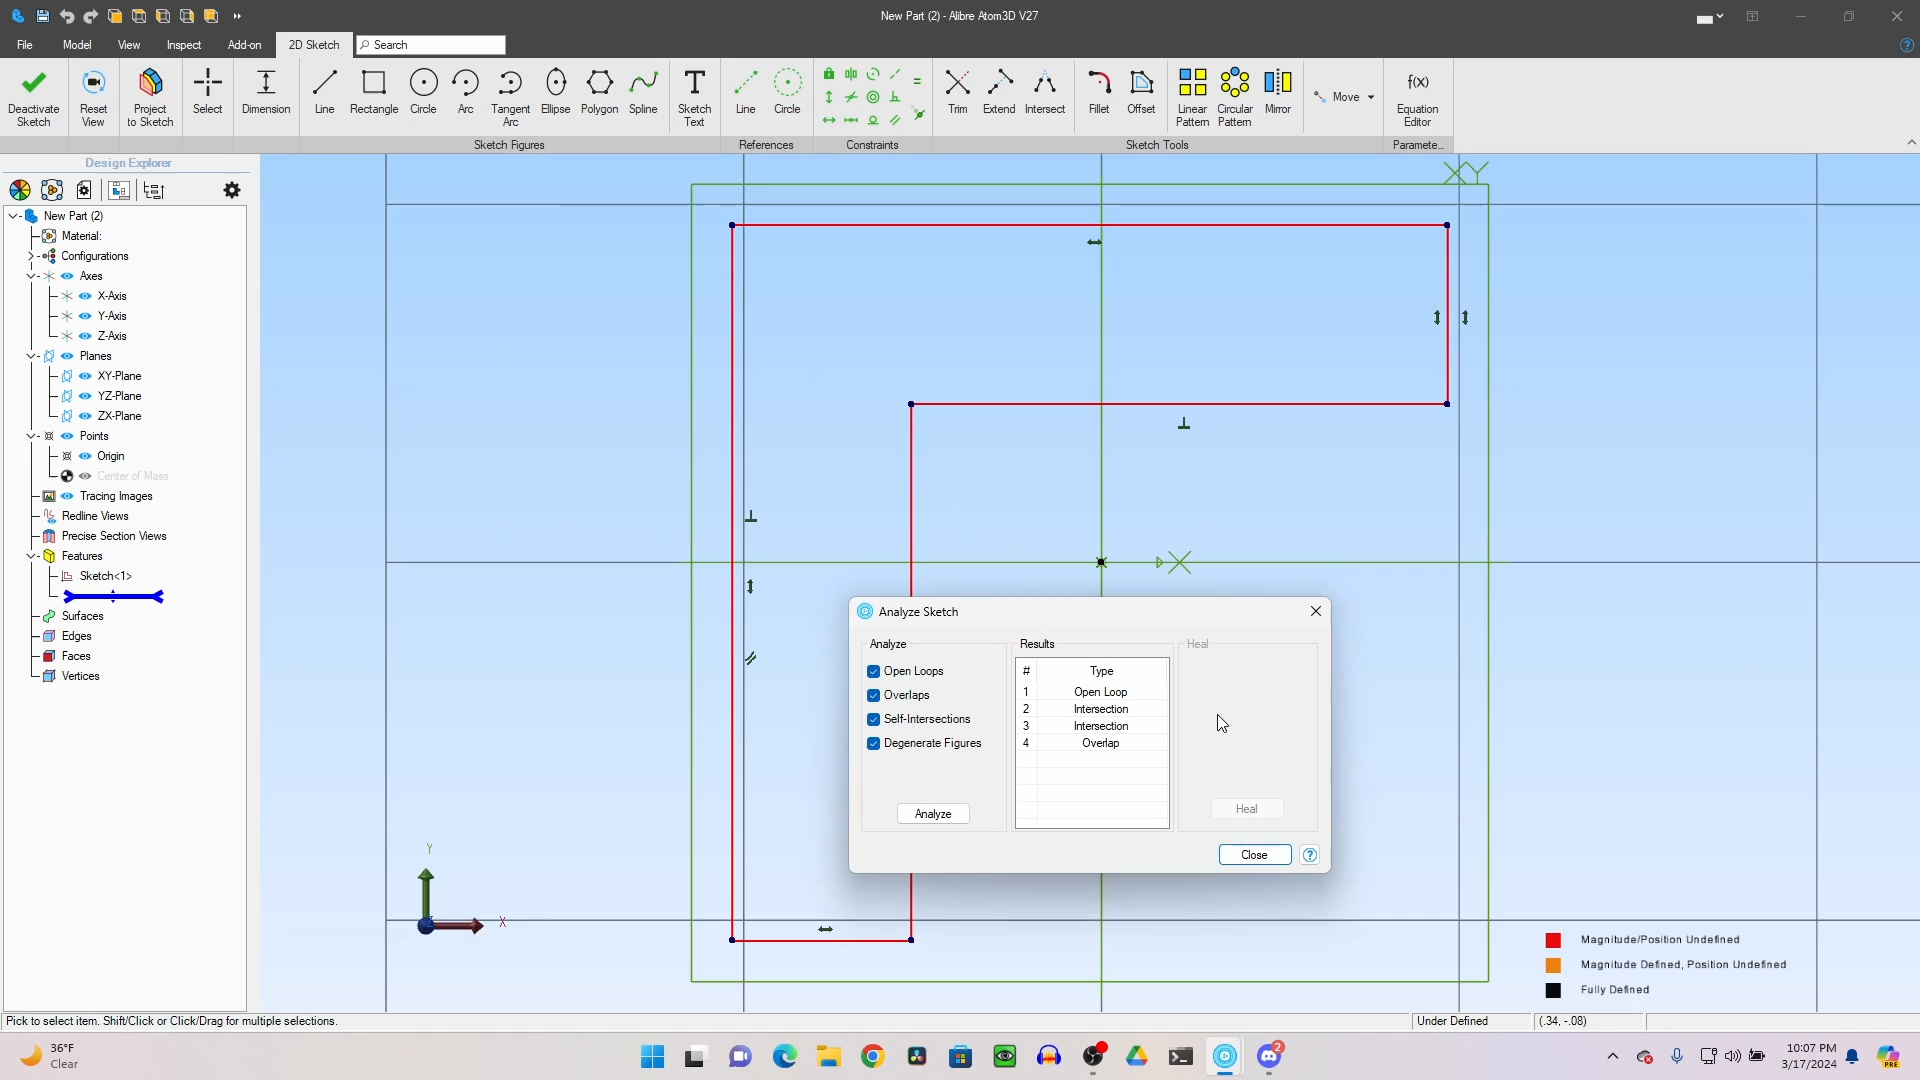 New Part (2) - Alibre Atom3D V27
File
Model
View
Inspect
Add-on
2D Sketch
Search
Deactivate
Sketch
Reset
View
Project
to Sketch
Select
Dimension
Line
Rectangle
Circle
Arc
Tangent
Arc
Ellipse
Polygon
Spline
Sketch
Text
Line
Circle
Trim
Extend
Intersect
Fillet
Offset
Linear
Pattern
Circular
Pattern
Mirror
Move
f(x)
Equation
Editor
Sketch Figures
References
Constraints
Sketch Tools
Paramete...
Design Explorer
New Part (2)
Material:
Configurations
Axes
X-Axis
Y-Axis
Z-Axis
Planes
XY-Plane
YZ-Plane
ZX-Plane
Points
Origin
Center of Mass
Tracing Images
Redline Views
Precise Section Views
Features
Sketch<1>
Surfaces
Edges
Faces
Vertices
XY
X
Y
X
Z
Analyze Sketch
Analyze
Open Loops
Overlaps
Self-Intersections
Degenerate Figures
Analyze
Results
# Type
1 Open Loop
2 Intersection
3 Intersection
4 Overlap
Heal
Heal
Close
Magnitude/Position Undefined
Magnitude Defined, Position Undefined
Fully Defined
Pick to select item. Shift/Click or Click/Drag for multiple selections.
Under Defined
(.34, -.08)
36°F
Clear
2
10:07 PM
3/17/2024
PRE